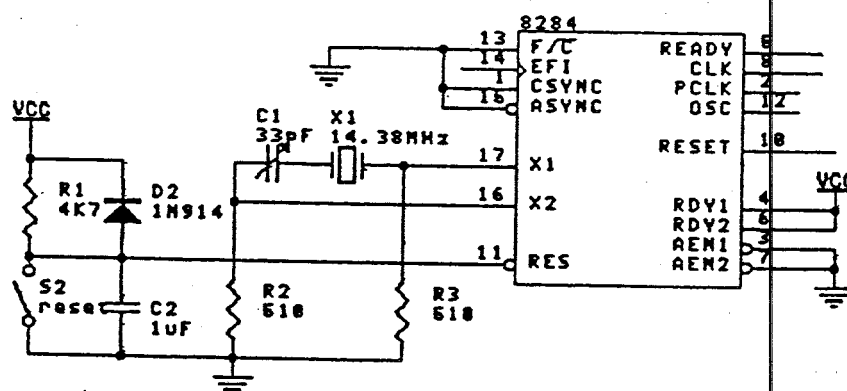 8284
13 F/C READY 8
14 EFI CLK 8
1 CSYNC PCLK 2
16 ASYNC OSC 12
VCC
C1 X1
33pF 14.38MHz
17 X1 RESET 10
R1 D2
4K7 1N914
16 X2 RDY1 4
VCC
RDY2 6
AEN1 3
11 RES AEN2 7
S2 R2 R3
reset C2 510 510
1uF